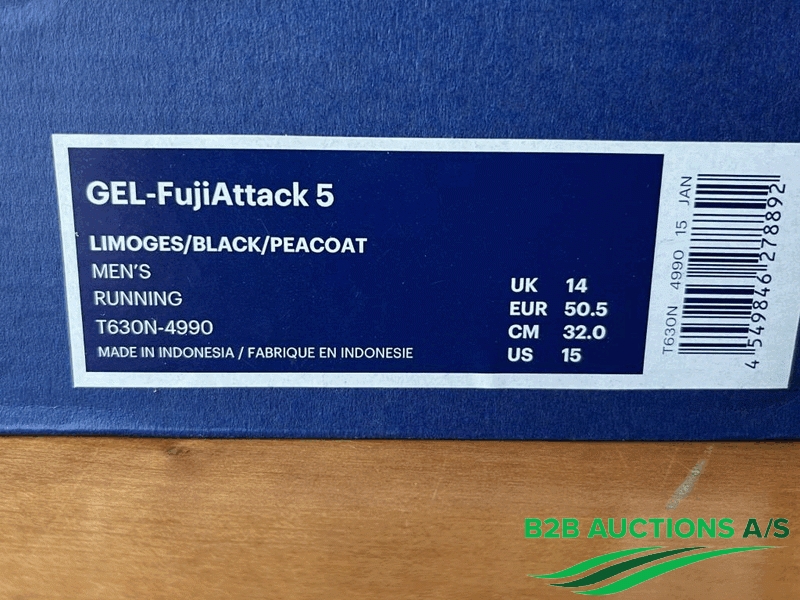 GEL-FujiAttack 5
LIMOGES/BLACK/PEACOAT
MEN'S
RUNNING
T630N-4990
MADE IN INDONESIA / FABRIQUE EN INDONESIE
UK 14
EUR 50.5
CM 32.0
US 15
T630N 4990 15 JAN
4 549846 278892
B2B AUCTIONS A/S